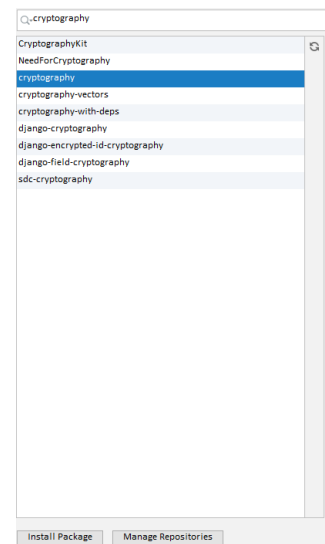 cryptography
CryptographyKit
NeedForCryptography
cryptography
cryptography-vectors
cryptography-with-deps
django-cryptography
django-encrypted-id-cryptography
django-field-cryptography
sdc-cryptography
Install Package Manage Repositories